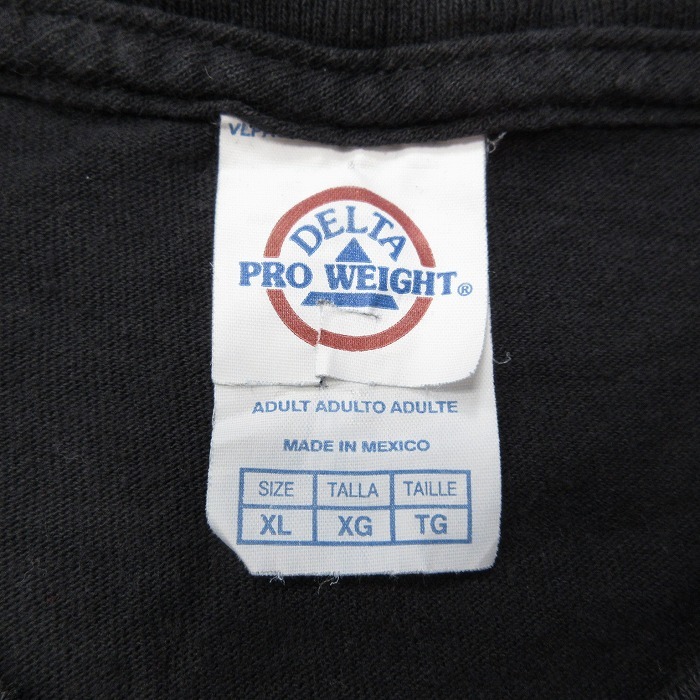 DELTA
PRO WEIGHT®
ADULT ADULTO ADULTE
MADE IN MEXICO
SIZE TALLA TAILLE
XL XG TG